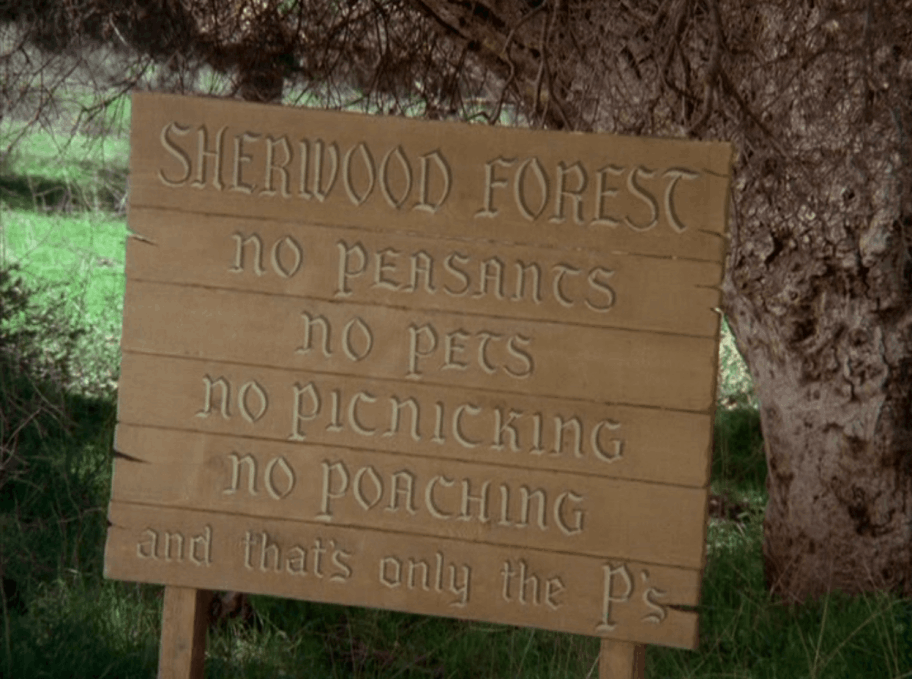 SHERWOOD FOREST
NO PEASANTS
NO PETS
NO PICNICKING
NO POACHING
and that's only the P's